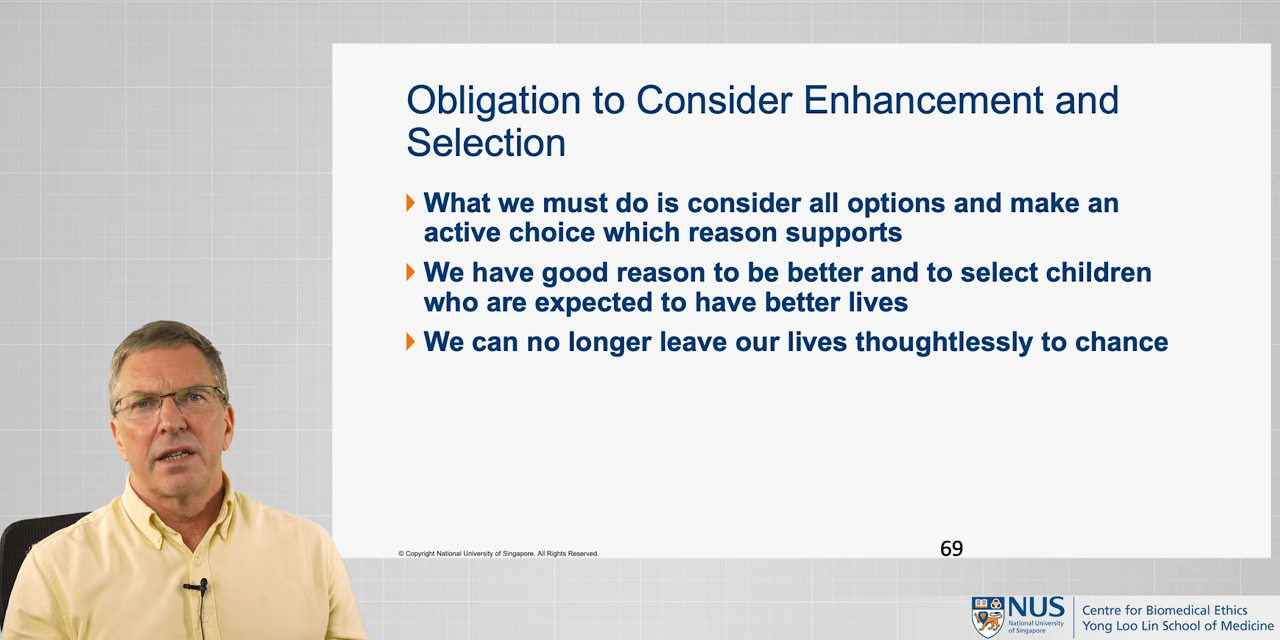 Obligation to Consider Enhancement and
Selection
What we must do is consider all options and make an
active choice which reason supports
We have good reason to be better and to select children
who are expected to have better lives
We can no longer leave our lives thoughtlessly to chance
© Copyright National University of Singapore. All Rights Reserved.
69
NUS
National University
of Singapore
Centre for Biomedical Ethics
Yong Loo Lin School of Medicine